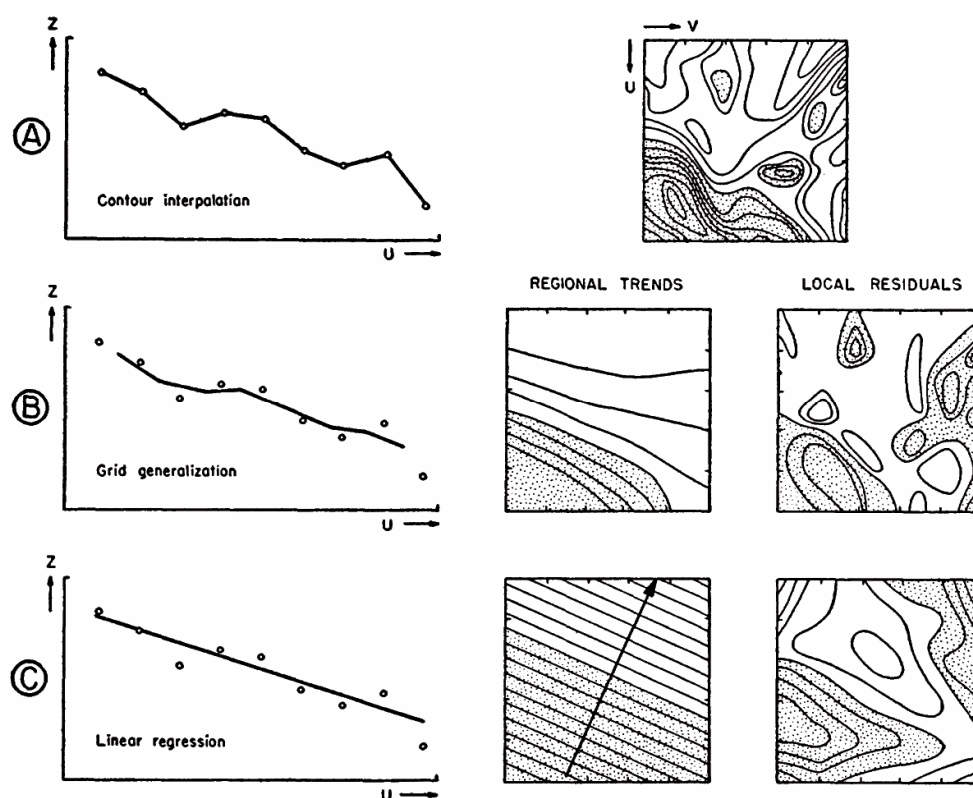 Z
V
U
A
Contour interpalation
U
Z
REGIONAL TRENDS
LOCAL RESIDUALS
B
Grid generalization
U
Z
C
Linear regression
U